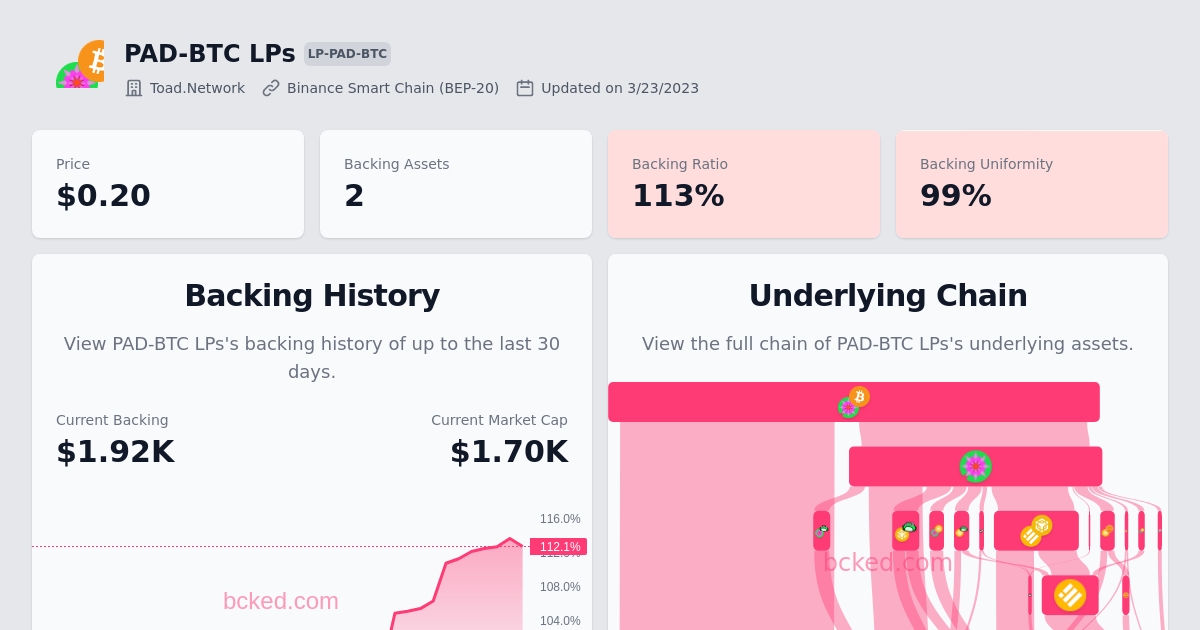 PAD-BTC LPs LP-PAD-BTC
Toad.Network Binance Smart Chain (BEP-20) Updated on 3/23/2023
Price
$0.20
Backing Assets
2
Backing Ratio
113%
Backing Uniformity
99%
Backing History
View PAD-BTC LPs's backing history of up to the last 30
days.
Current Backing
$1.92K
Current Market Cap
$1.70K
116.0%
112.1%
108.0%
104.0%
bcked.com
Underlying Chain
View the full chain of PAD-BTC LPs's underlying assets.
bcked.com